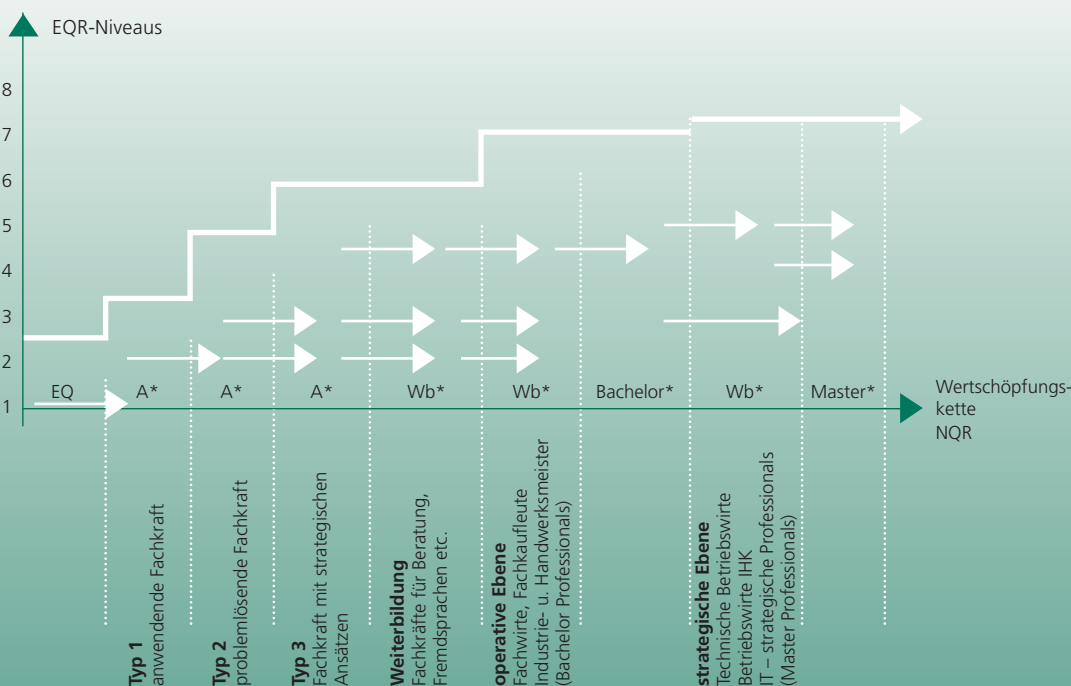 EQR-Niveaus
8
7
6
5
4
3
2
1
EQ
A*
A*
A*
Wb*
Wb*
Bachelor*
Wb*
Master*
Wertschöpfungs-
kette
NQR
Typ 1
anwendende Fachkraft
Typ 2
problemlösende Fachkraft
Typ 3
Fachkraft mit strategischen
Ansätzen
Weiterbildung
Fachkräfte für Beratung,
Fremdsprachen etc.
operative Ebene
Fachwirte, Fachkaufleute
Industrie- u. Handwerksmeister
(Bachelor Professionals)
strategische Ebene
Technische Betriebswirte
Betriebswirte IHK
IT – strategische Professionals
(Master Professionals)